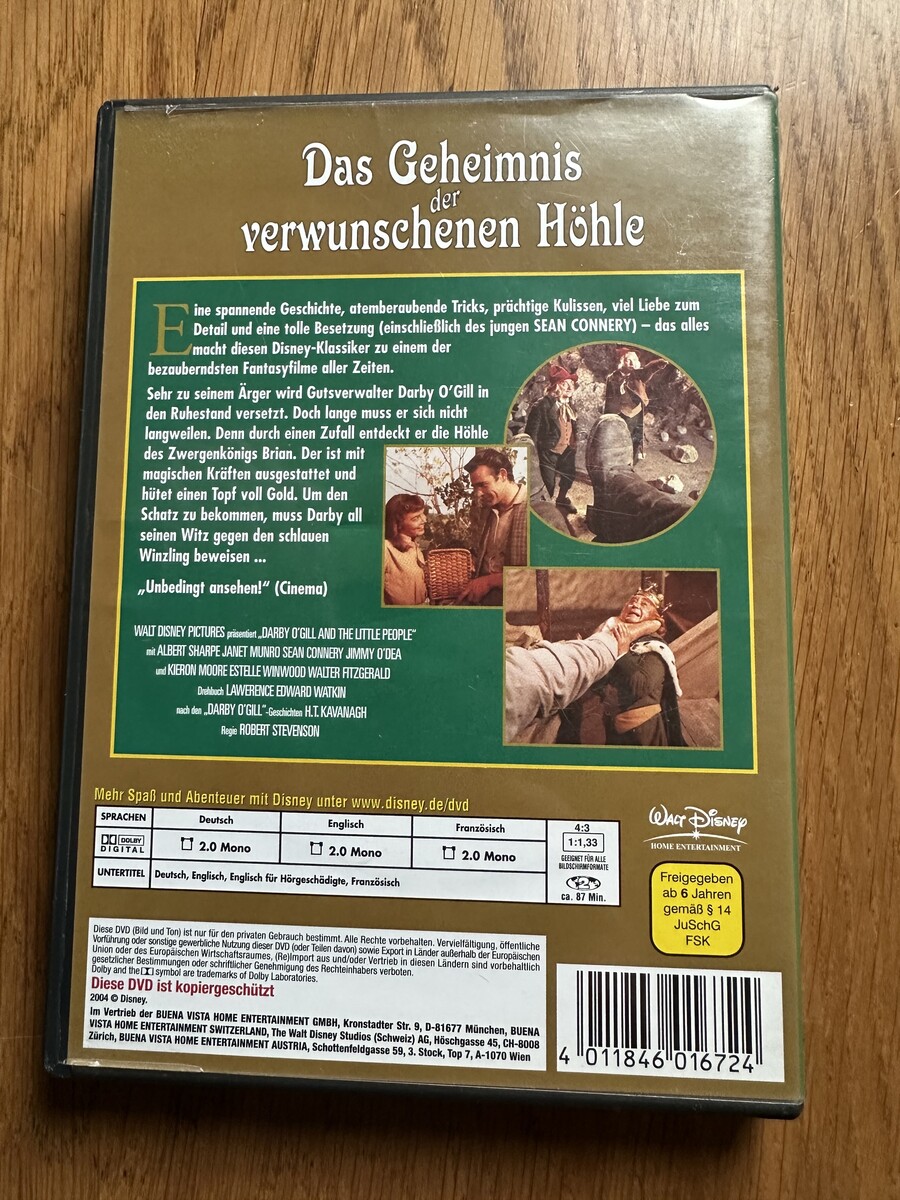 Das Geheimnis
der
verwunschenen Höhle
Eine spannende Geschichte, atemberaubende Tricks, prächtige Kulissen, viel Liebe zum
Detail und eine tolle Besetzung (einschließlich des jungen SEAN CONNERY) – das alles
macht diesen Disney-Klassiker zu einem der
bezauberndsten Fantasyfilme aller Zeiten.
Sehr zu seinem Ärger wird Gutsverwalter Darby O'Gill in
den Ruhestand versetzt. Doch lange muss er sich nicht
langweilen. Denn durch einen Zufall entdeckt er die Höhle
des Zwergenkönigs Brian. Der ist mit
magischen Kräften ausgestattet und
hütet einen Topf voll Gold. Um den
Schatz zu bekommen, muss Darby all
seinen Witz gegen den schlauen
Winzling beweisen ...
„Unbedingt ansehen!“ (Cinema)
WALT DISNEY PICTURES präsentiert „DARBY O'GILL AND THE LITTLE PEOPLE“
mit ALBERT SHARPE JANET MUNRO SEAN CONNERY JIMMY O'DEA
und KIERON MOORE ESTELLE WINWOOD WALTER FITZGERALD
Drehbuch LAWERENCE EDWARD WATKIN
nach den „DARBY O'GILL“-Geschichten H.T. KAVANAGH
Regie ROBERT STEVENSON
Mehr Spaß und Abenteuer mit Disney unter www.disney.de/dvd
SPRACHEN Deutsch Englisch Französisch
DOLBY DIGITAL 2.0 Mono 2.0 Mono 2.0 Mono
UNTERTITEL Deutsch, Englisch, Englisch für Hörgeschädigte, Französisch
4:3
1:1,33
GEEIGNET FÜR ALLE
BILDSCHIRMFORMATE
2
ca. 87 Min.
WALT DISNEY
HOME ENTERTAINMENT
Freigegeben
ab 6 Jahren
gemäß § 14
JuSchG
FSK
Diese DVD (Bild und Ton) ist nur für den privaten Gebrauch bestimmt. Alle Rechte vorbehalten. Vervielfältigung, öffentliche
Vorführung oder sonstige gewerbliche Nutzung dieser DVD (oder Teilen davon) sowie Export in Länder außerhalb der Europäischen
Union oder des Europäischen Wirtschaftsraumes, (Re)Import aus und/oder Vertrieb in diesen Ländern sind vorbehaltlich
gesetzlicher Bestimmungen oder schriftlicher Genehmigung des Rechteinhabers verboten.
Dolby and the symbol are trademarks of Dolby Laboratories.
Diese DVD ist kopiergeschützt
2004 © Disney.
Im Vertrieb der BUENA VISTA HOME ENTERTAINMENT GMBH, Kronstadter Str. 9, D-81677 München, BUENA
VISTA HOME ENTERTAINMENT SWITZERLAND, The Walt Disney Studios (Schweiz) AG, Höschgasse 45, CH-8008
Zürich, BUENA VISTA HOME ENTERTAINMENT AUSTRIA, Schottenfeldgasse 59, 3. Stock, Top 7, A-1070 Wien
4 011846 016724